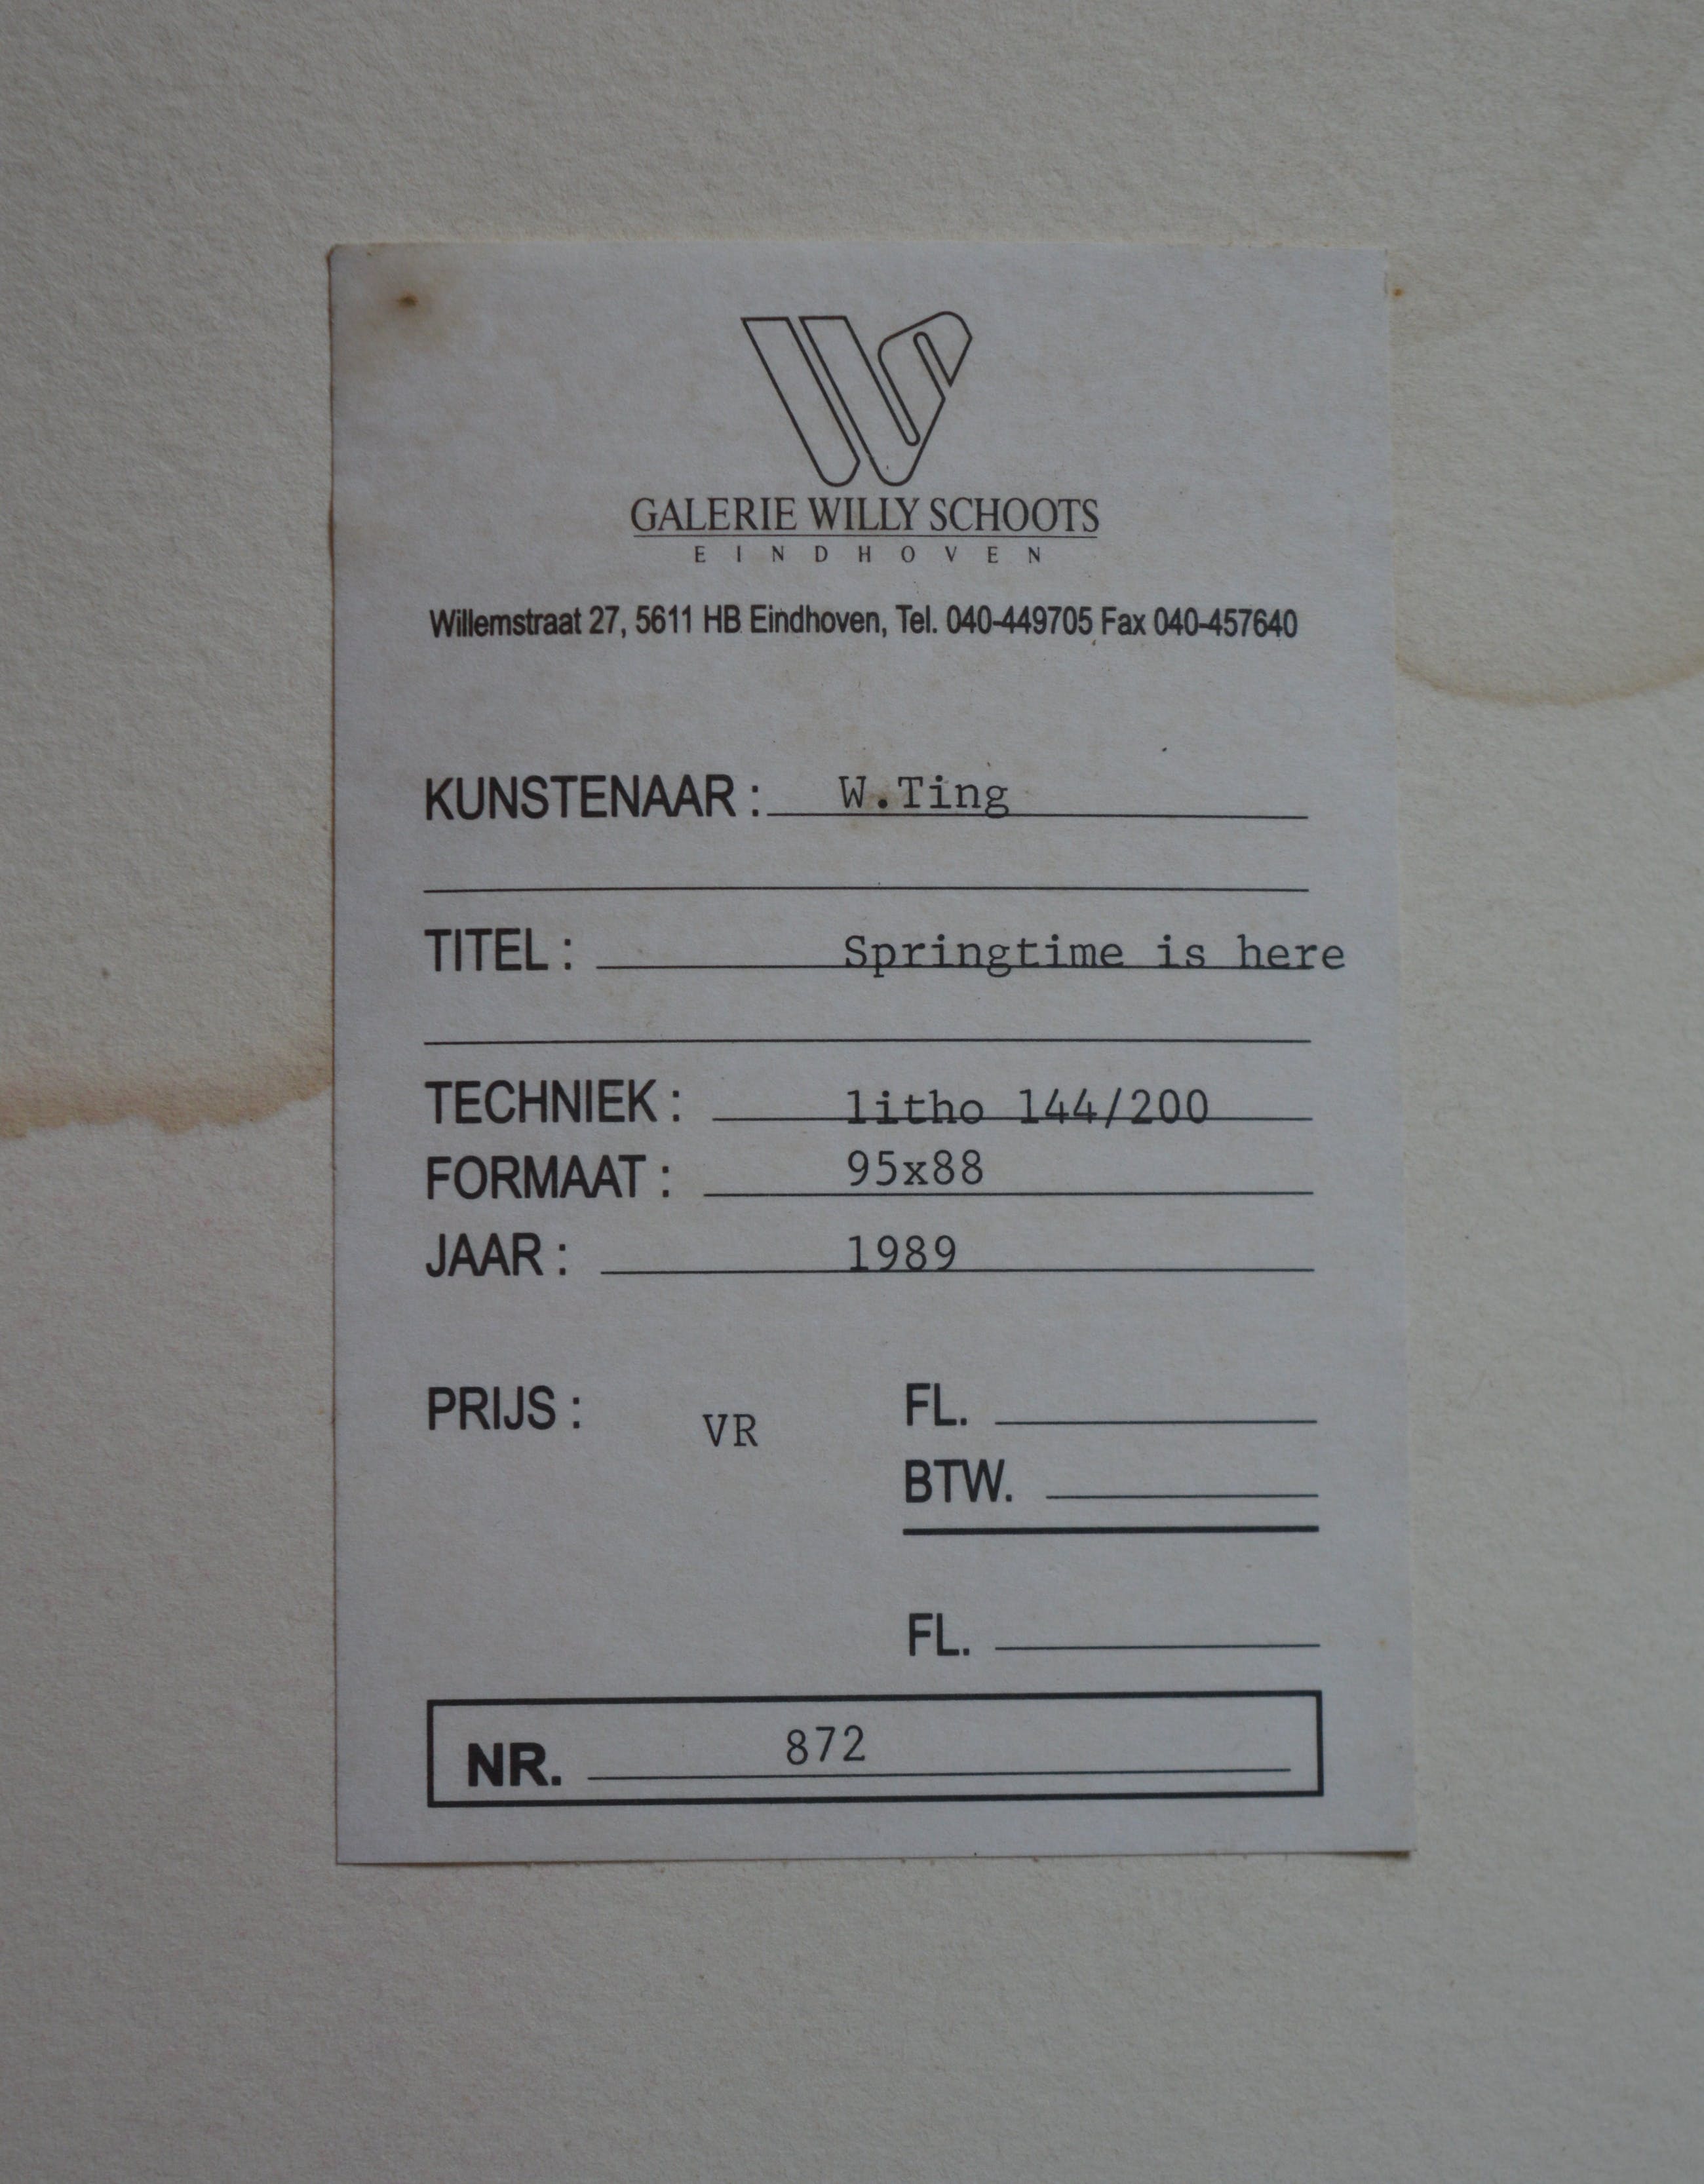 GALERIE WILLY SCHOOTS
EINDHOVEN
Willemstraat 27, 5611 HB Eindhoven, Tel. 040-449705 Fax 040-457640
KUNSTENAAR : W.Ting
TITEL : Springtime is here
TECHNIEK : litho 144/200
FORMAAT : 95x88
JAAR : 1989
PRIJS : VR FL.
BTW.
FL.
NR. 872